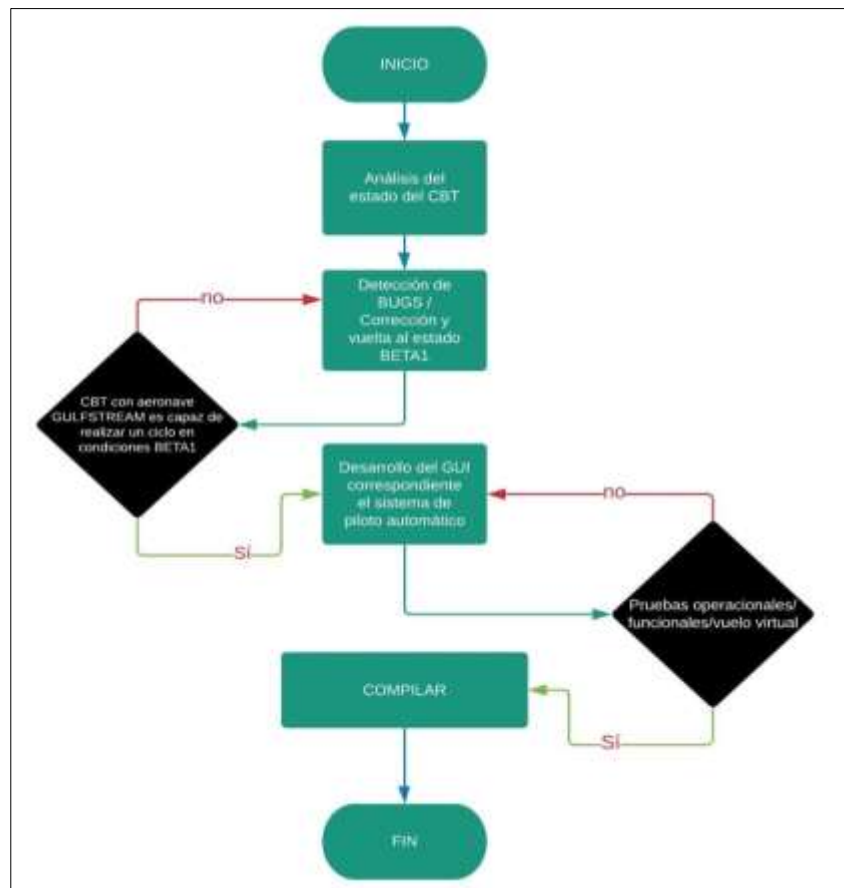 INICIO
Análisis del
estado del CBT
Detección de
BUGS /
Corrección y
vuelta al estado
BETA1
no
CBT con aeronave
GULFSTREAM es capaz de
realizar un ciclo en
condiciones BETA1
Sí
Desarrollo del GUI
correspondiente
el sistema de
piloto automático
no
Pruebas operacionales/
funcionales/vuelo virtual
Sí
COMPILAR
FIN